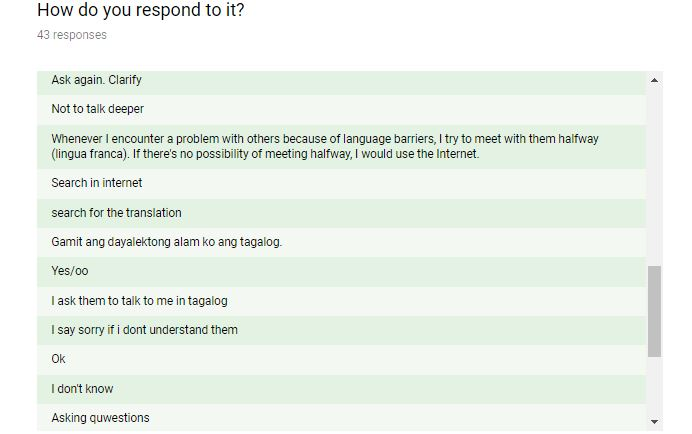 How do you respond to it?
43 responses
Ask again. Clarify
Not to talk deeper
Whenever I encounter a problem with others because of language barriers, I try to meet with them halfway
(lingua franca). If there's no possibility of meeting halfway, I would use the Internet.
Search in internet
search for the translation
Gamit ang dayalektong alam ko ang tagalog.
Yes/oo
I ask them to talk to me in tagalog
I say sorry if i dont understand them
Ok
I don't know
Asking quwestions